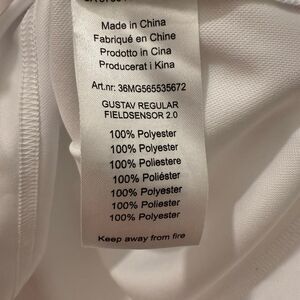 Made in China
Fabriqué en Chine
Prodotto in Cina
Producerat i Kina
Art.nr: 36MG565535672
GUSTAV REGULAR
FIELDSENSOR 2.0
100% Polyester
100% Polyester
100% Poliestere
100% Poliéster
100% Polyester
100% Poliester
100% Polyester
Keep away from fire